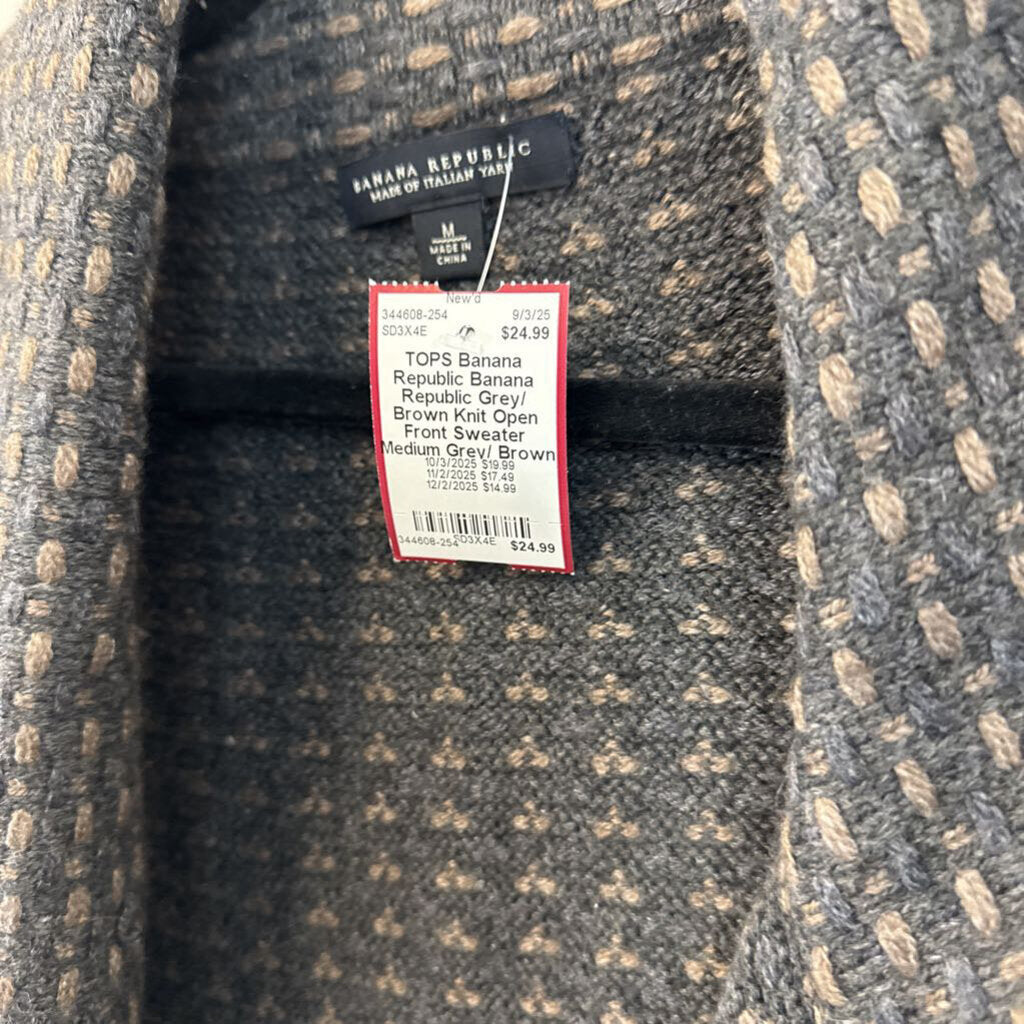 BANANA REPUBLIC
MADE OF ITALIAN YARN
M
MADE IN
CHINA
New'd
344608-254 9/3/25
SD3X4E $24.99
TOPS Banana
Republic Banana
Republic Grey/
Brown Knit Open
Front Sweater
Medium Grey/ Brown
10/3/2025 $19.99
11/2/2025 $17.49
12/2/2025 $14.99
344608-254 SD3X4E $24.99